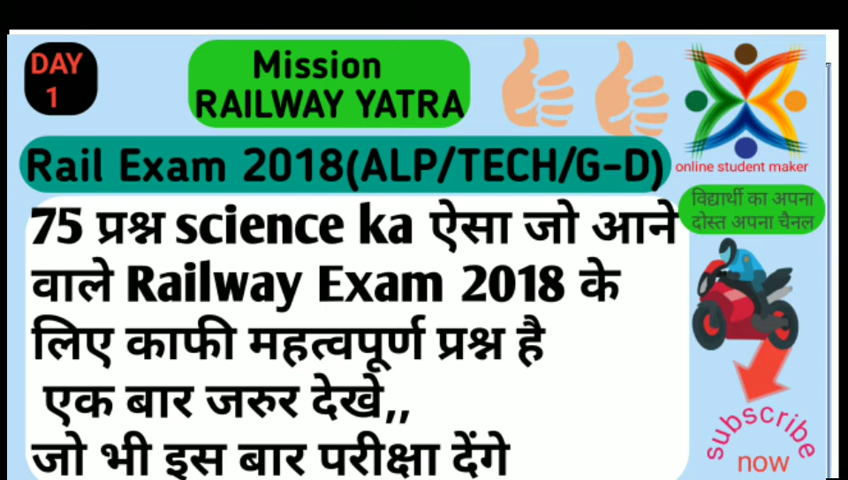 DAY
1
Mission
RAILWAY YATRA
Rail Exam 2018(ALP/TECH/G-D)
online student maker
विद्यार्थी का अपना
दोस्त अपना चैनल
75 प्रश्न science ka ऐसा जो आने
वाले Railway Exam 2018 के
लिए काफी महत्वपूर्ण प्रश्न है
एक बार जरुर देखे,,
जो भी इस बार परीक्षा देंगे
subscribe
now